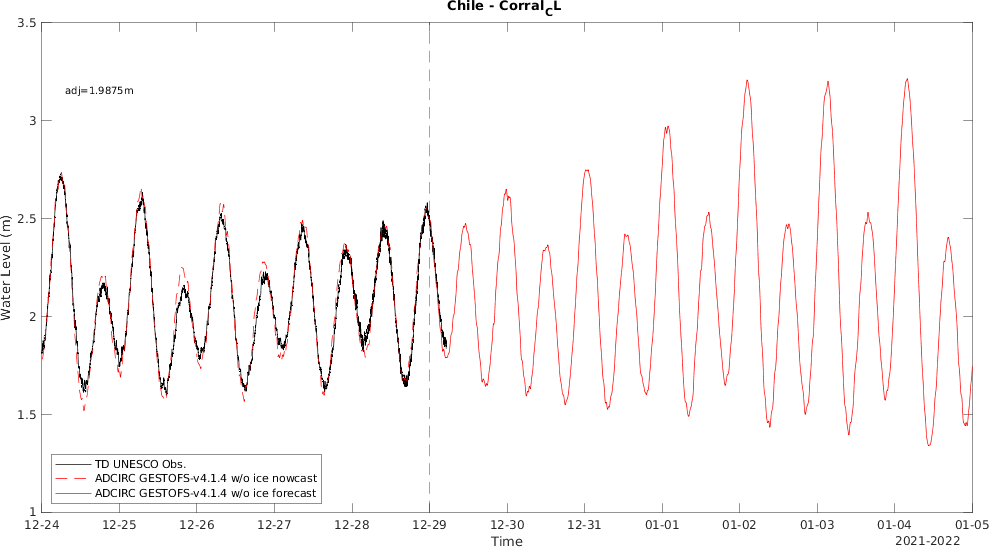 Chile - Corral_CL
3.5
3
2.5
2
1.5
1
Water Level (m)
adj=1.9875m
TD UNESCO Obs.
ADCIRC GESTOFS-v4.1.4 w/o ice nowcast
ADCIRC GESTOFS-v4.1.4 w/o ice forecast
12-24 12-25 12-26 12-27 12-28 12-29 12-30 12-31 01-01 01-02 01-03 01-04 01-05
Time
2021-2022